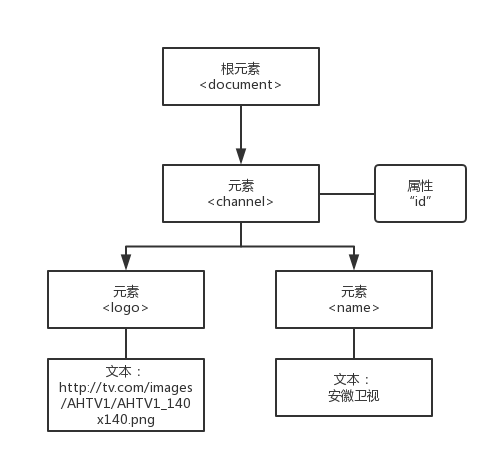 根元素
<document>
元素
<channel>
属性
“id”
元素
<logo>
元素
<name>
文本：
http://tv.com/images
/AHTV1/AHTV1_140
x140.png
文本：
安徽卫视